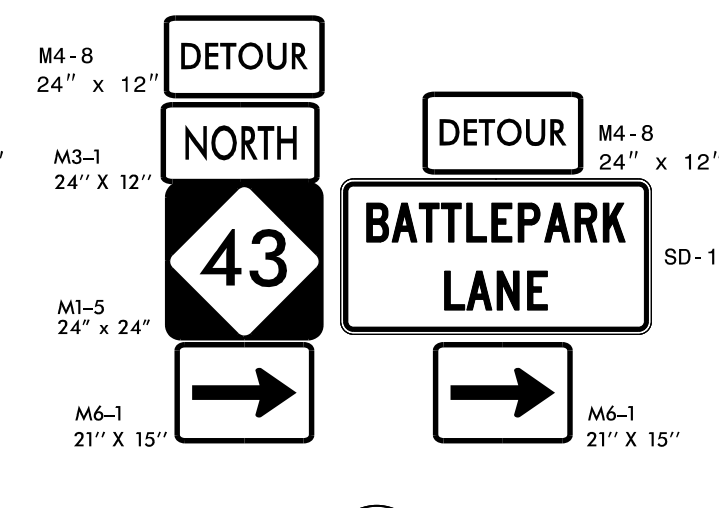 M4-8
24" x 12"
DETOUR
M3-1
24" X 12"
NORTH
M1-5
24" x 24"
43
M6-1
21" X 15"
DETOUR
M4-8
24" x 12"
BATTLEPARK
LANE
SD-1
M6-1
21" X 15"